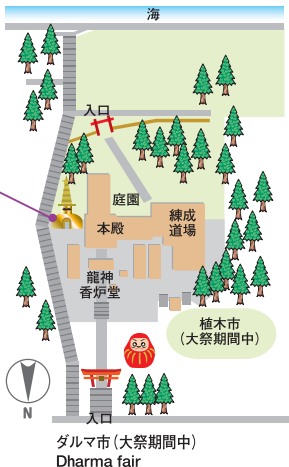 海
入口
庭園
本殿
練成
道場
龍神
香炉堂
植木市
（大祭期間中）
N
入口
ダルマ市（大祭期間中）
Dharma fair